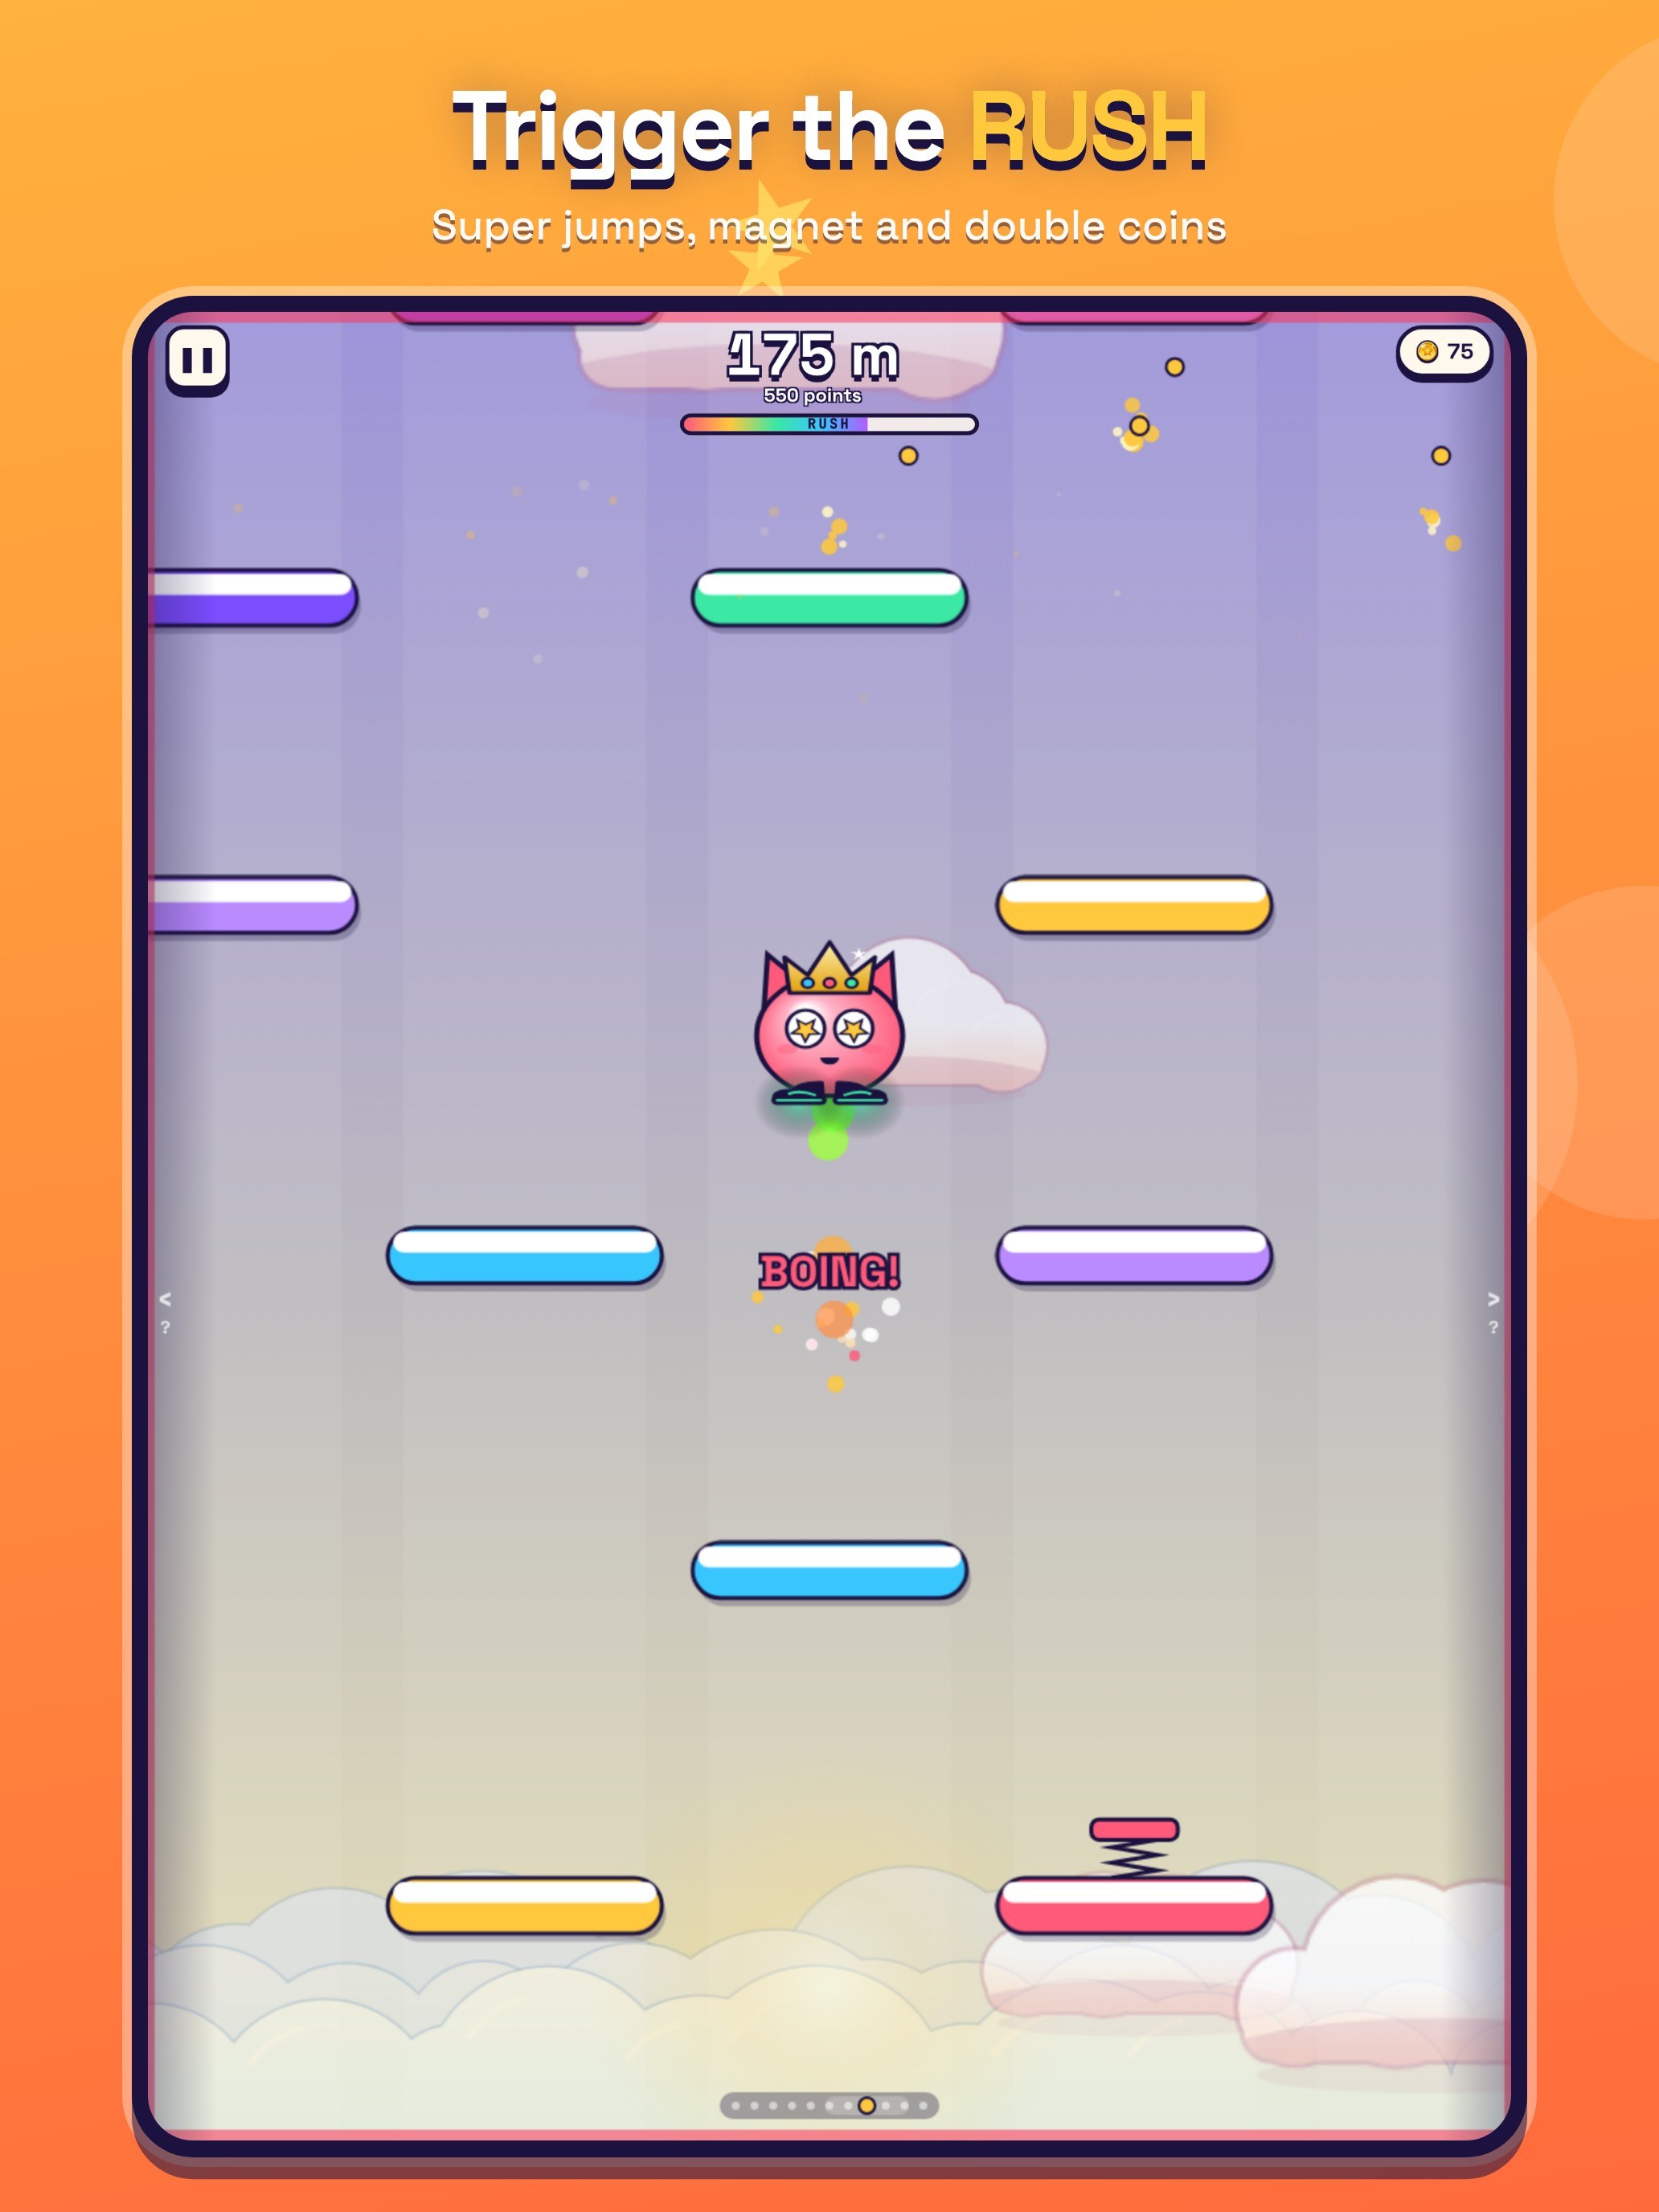 Trigger the RUSH
Super jumps, magnet and double coins
175 m
75
550 points
RUSH
BOING!
< >
? ?